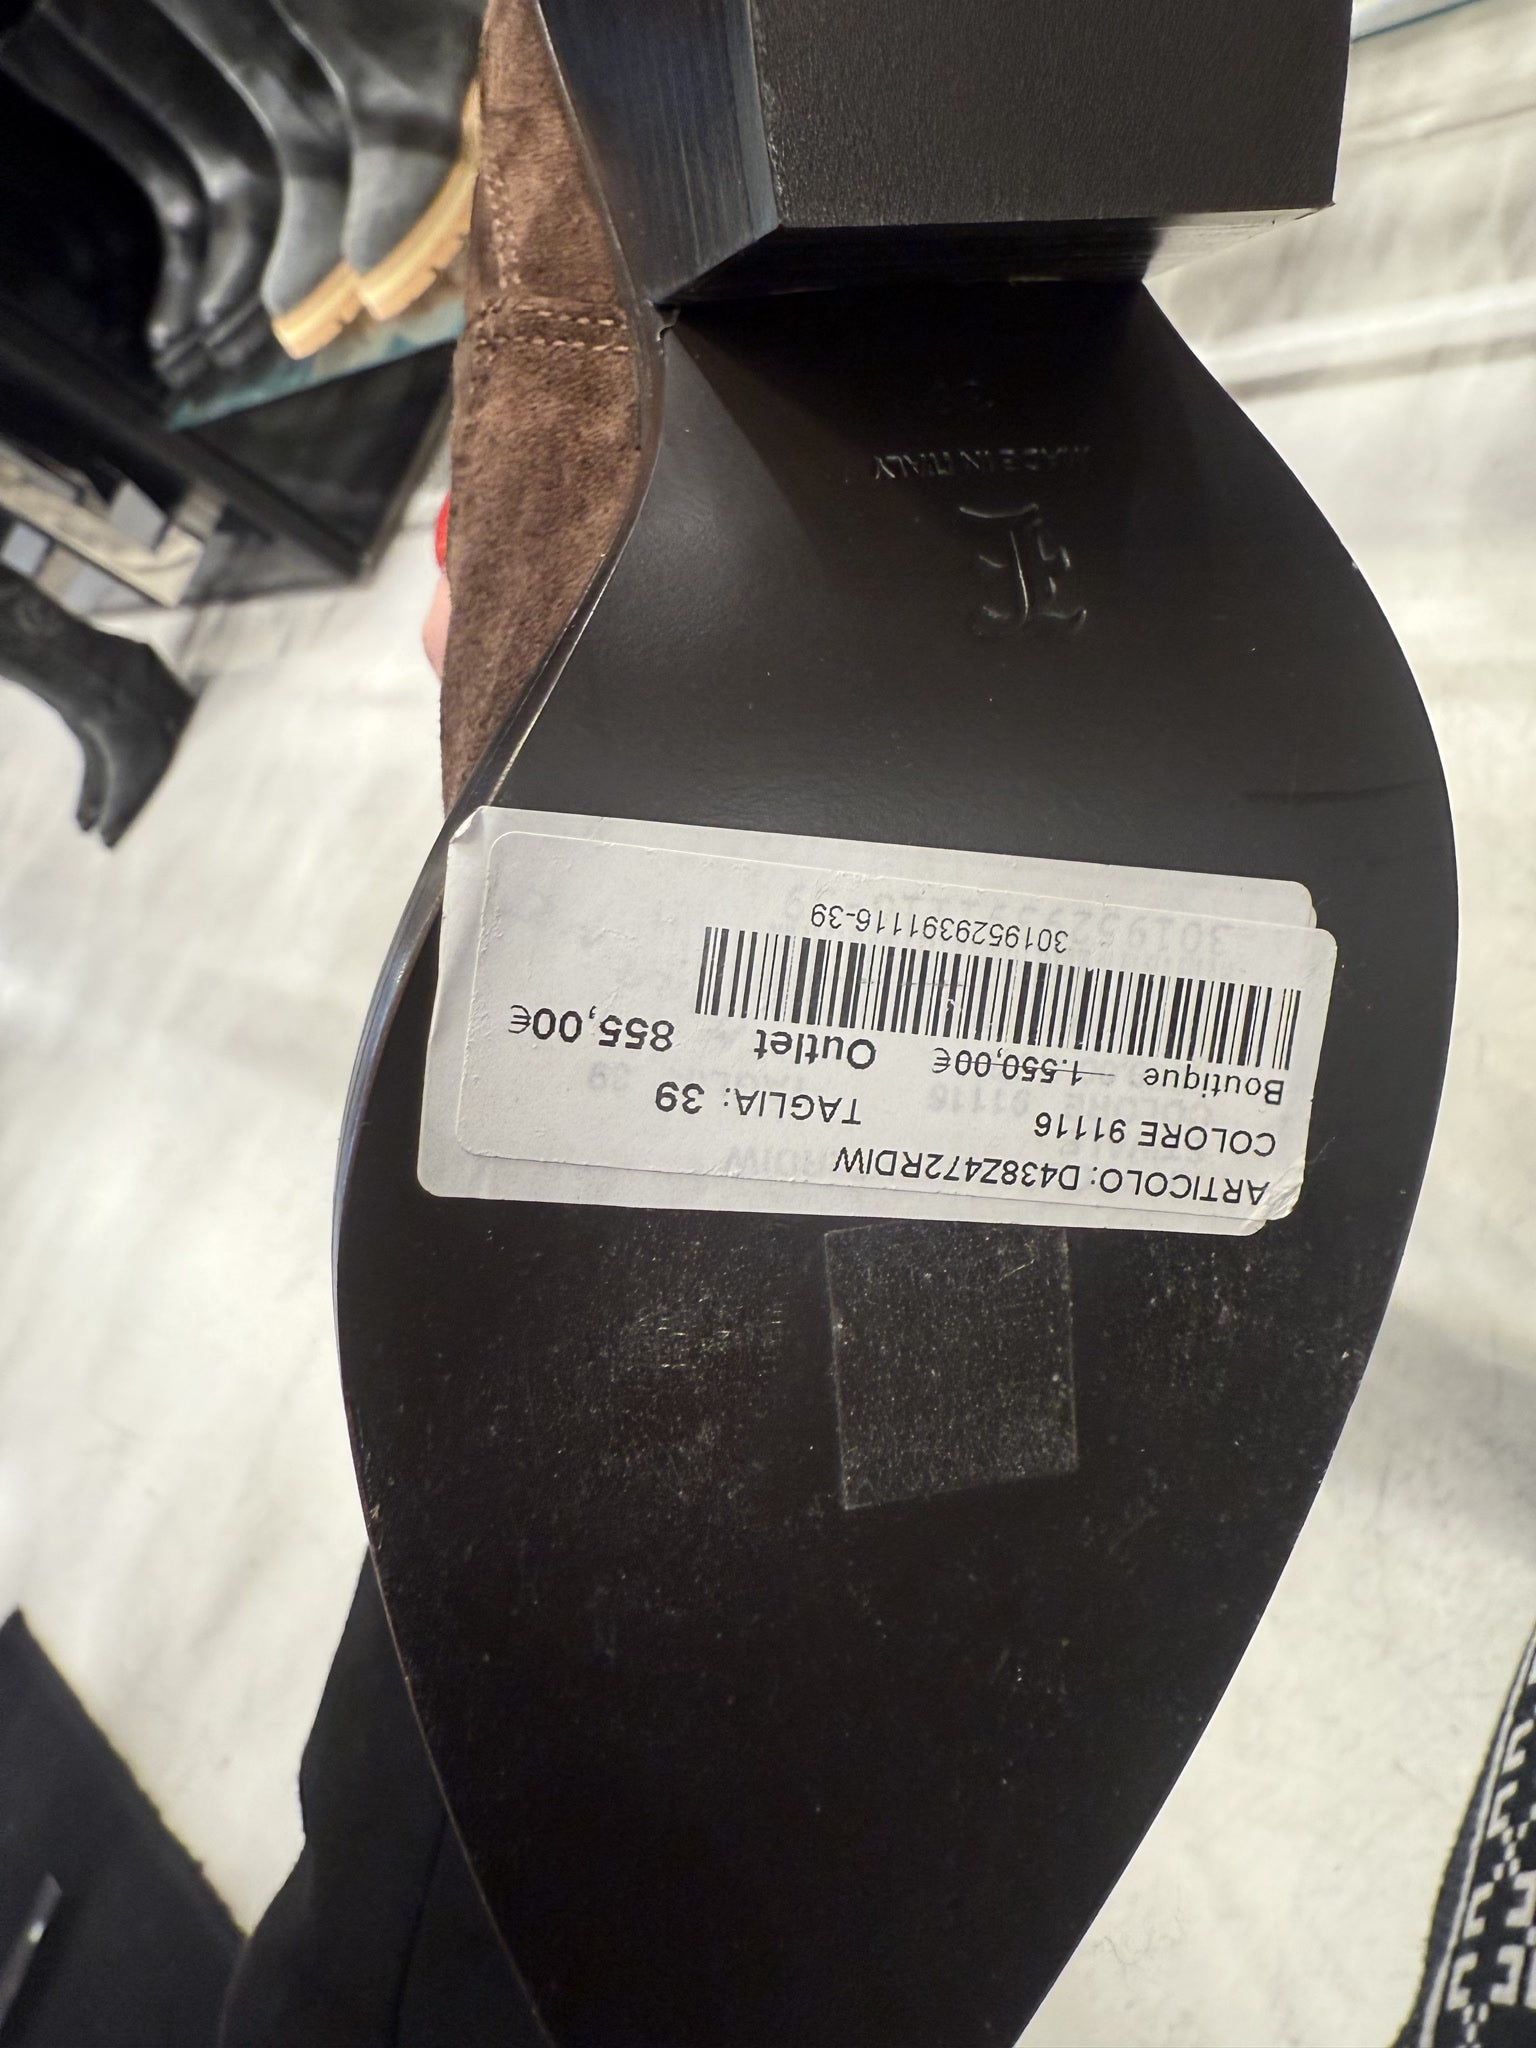 ARTICOLO: D438Z472RDIW
COLORE 91116 TAGLIA: 39
Boutique 1.550,00€ Outlet 855,00€
3019529391116-39
MADE IN ITALY